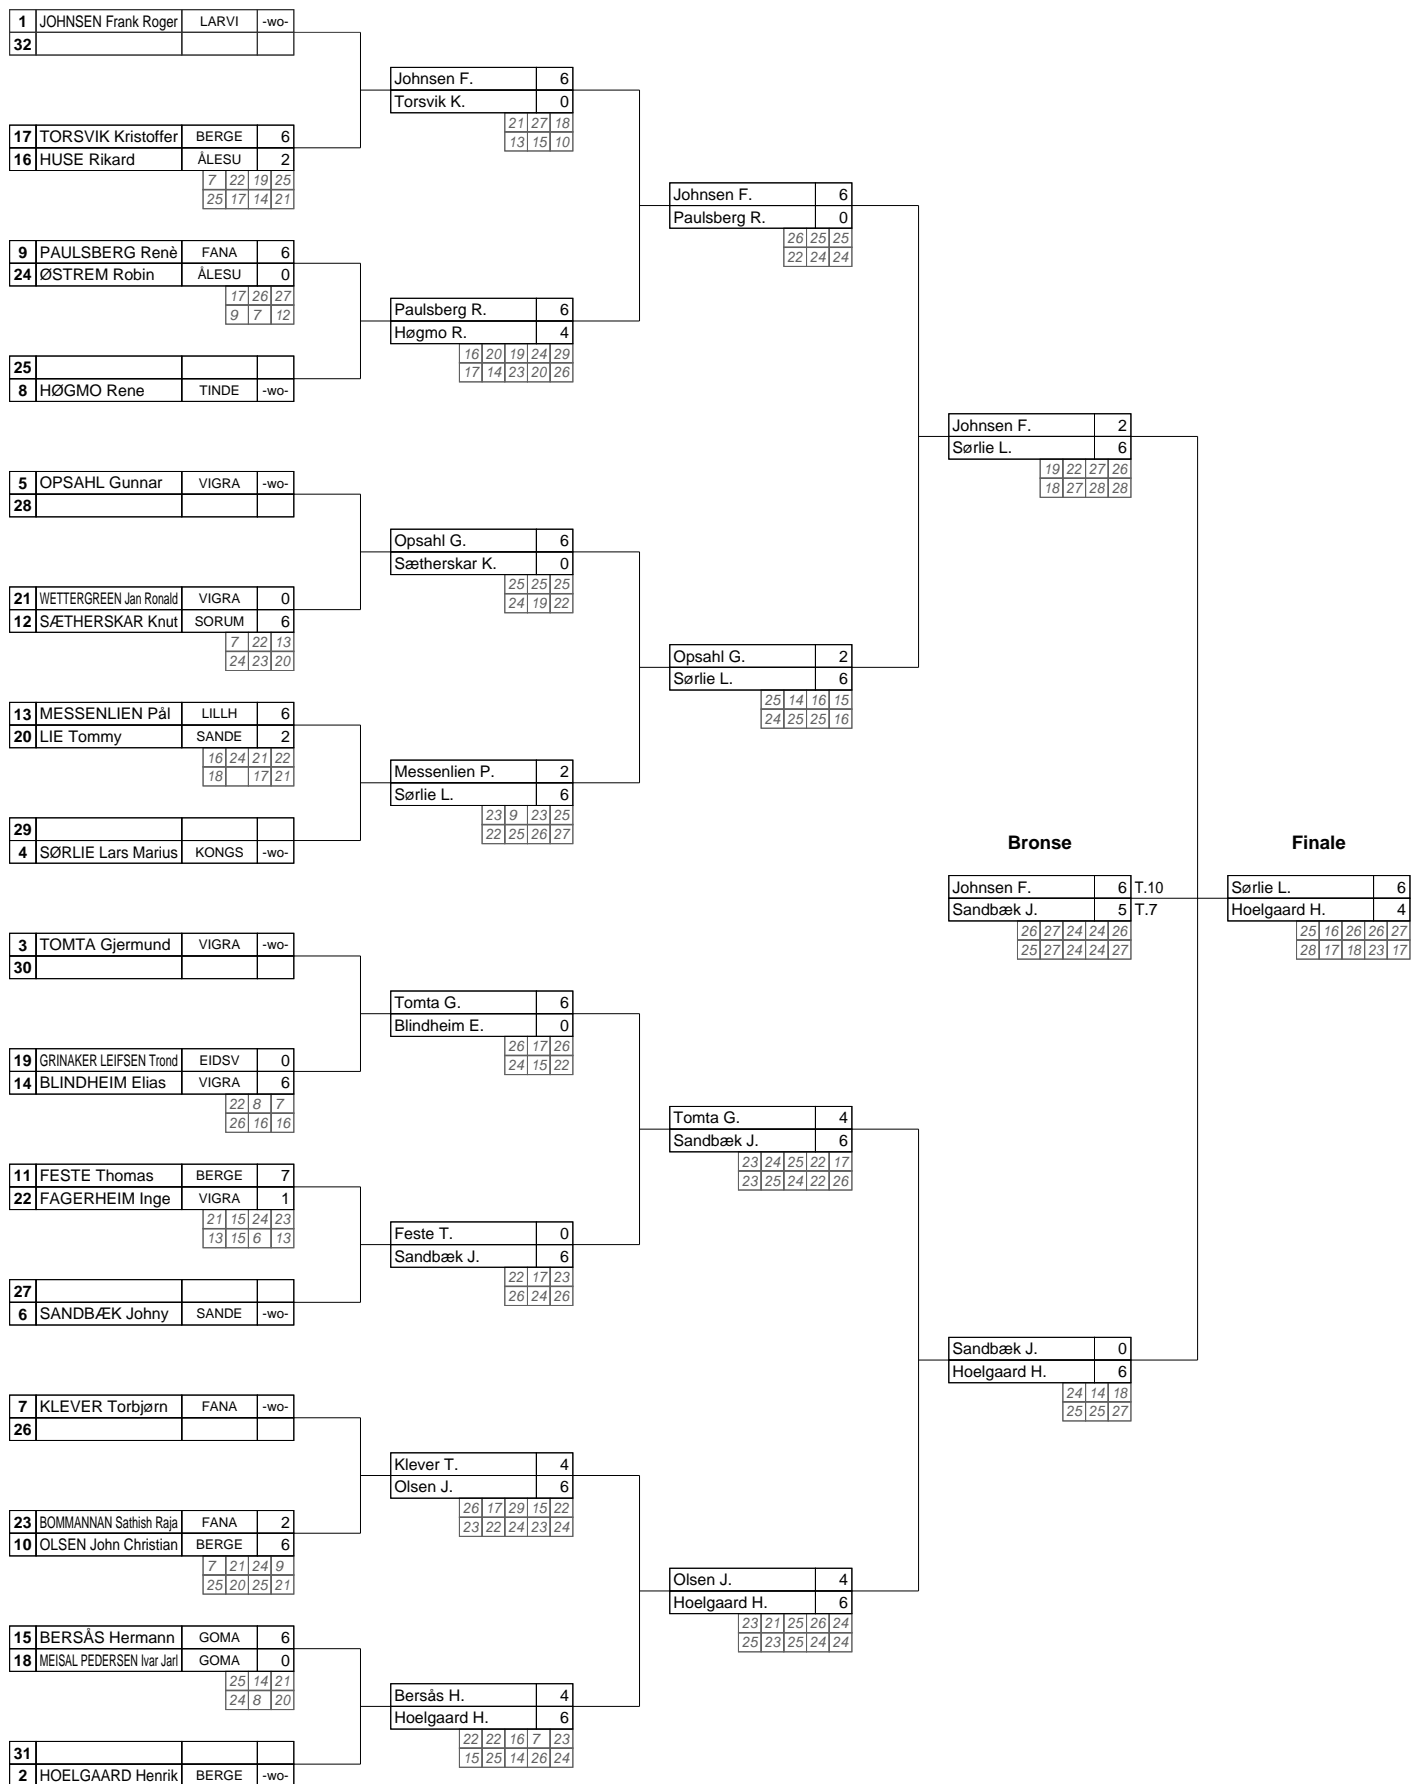 1 JOHNSEN Frank Roger LARVI -wo-
32
Johnsen F. 6
Torsvik K. 0
21 27 18
13 15 10
17 TORSVIK Kristoffer BERGE 6
16 HUSE Rikard ÅLESU 2
7 22 19 25
25 17 14 21
Johnsen F. 6
Paulsberg R. 0
26 25 25
22 24 24
9 PAULSBERG Renè FANA 6
24 ØSTREM Robin ÅLESU 0
17 26 27
9 7 12
Paulsberg R. 6
Høgmo R. 4
16 20 19 24 29
17 14 23 20 26
25
8 HØGMO Rene TINDE -wo-
Johnsen F. 2
Sørlie L. 6
19 22 27 26
18 27 28 28
5 OPSAHL Gunnar VIGRA -wo-
28
Opsahl G. 6
Sætherskar K. 0
25 25 25
24 19 22
21 WETTERGREEN Jan Ronald VIGRA 0
12 SÆTHERSKAR Knut SORUM 6
7 22 13
24 23 20
Opsahl G. 2
Sørlie L. 6
25 14 16 15
24 25 25 16
13 MESSENLIEN Pål LILLH 6
20 LIE Tommy SANDE 2
16 24 21 22
18 17 21
Messenlien P. 2
Sørlie L. 6
23 9 23 25
22 25 26 27
29
4 SØRLIE Lars Marius KONGS -wo-
Bronse Finale
Johnsen F. 6 T.10 Sørlie L. 6
Sandbæk J. 5 T.7 Hoelgaard H. 4
26 27 24 24 26 25 16 26 26 27
25 27 24 24 27 28 17 18 23 17
3 TOMTA Gjermund VIGRA -wo-
30
Tomta G. 6
Blindheim E. 0
26 17 26
24 15 22
19 GRINAKER LEIFSEN Trond EIDSV 0
14 BLINDHEIM Elias VIGRA 6
22 8 7
26 16 16
Tomta G. 4
Sandbæk J. 6
23 24 25 22 17
23 25 24 22 26
11 FESTE Thomas BERGE 7
22 FAGERHEIM Inge VIGRA 1
21 15 24 23
13 15 6 13
Feste T. 0
Sandbæk J. 6
22 17 23
26 24 26
27
6 SANDBÆK Johny SANDE -wo-
Sandbæk J. 0
Hoelgaard H. 6
24 14 18
25 25 27
7 KLEVER Torbjørn FANA -wo-
26
Klever T. 4
Olsen J. 6
26 17 29 15 22
23 22 24 23 24
23 BOMMANNAN Sathish Raja FANA 2
10 OLSEN John Christian BERGE 6
7 21 24 9
25 20 25 21
Olsen J. 4
Hoelgaard H. 6
23 21 25 26 24
25 23 25 24 24
15 BERSÅS Hermann GOMA 6
18 MEISAL PEDERSEN Ivar Jarl GOMA 0
25 14 21
24 8 20
Bersås H. 4
Hoelgaard H. 6
22 22 16 7 23
15 25 14 26 24
31
2 HOELGAARD Henrik BERGE -wo-